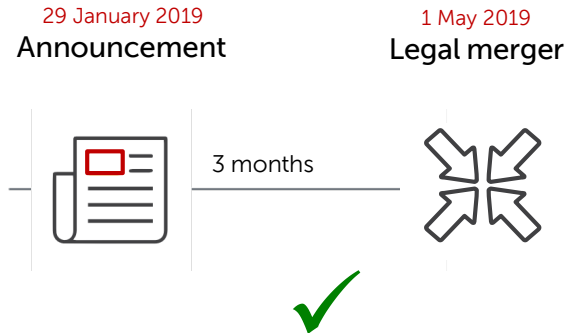 29 January 2019
Announcement
1 May 2019
Legal merger
3 months